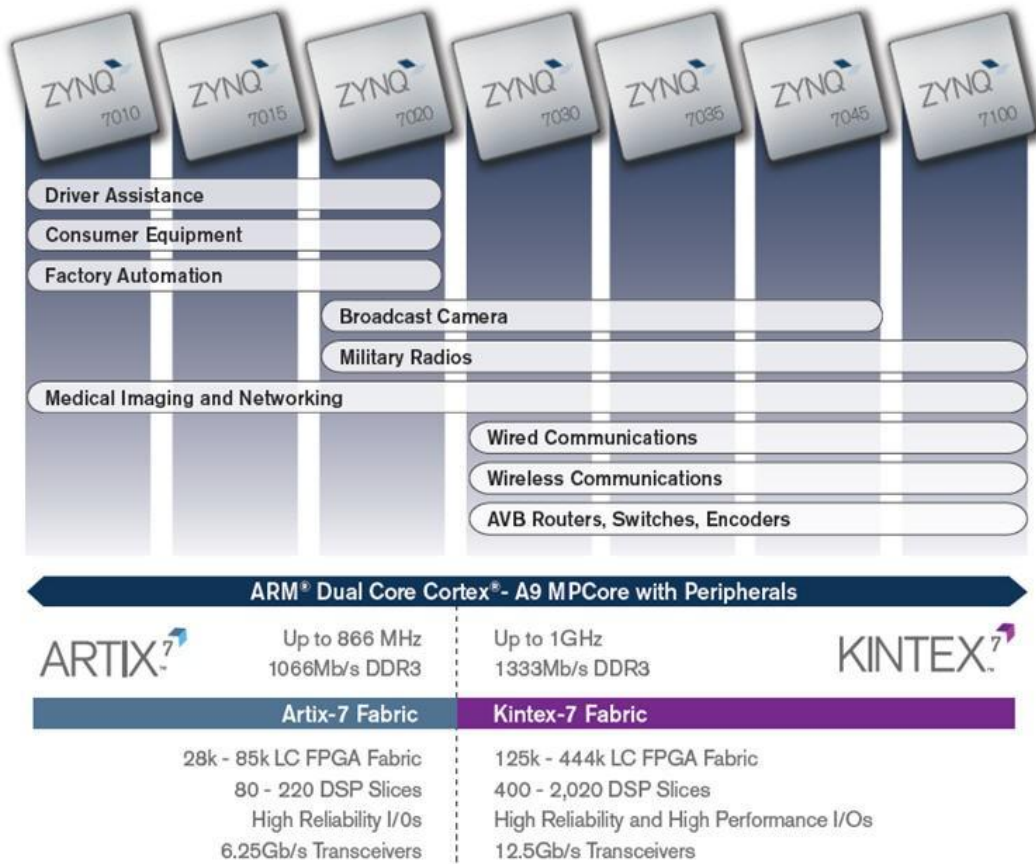 ZYNQ 7010
ZYNQ 7015
ZYNQ 7020
ZYNQ 7030
ZYNQ 7035
ZYNQ 7045
ZYNQ 7100
Driver Assistance
Consumer Equipment
Factory Automation
Broadcast Camera
Military Radios
Medical Imaging and Networking
Wired Communications
Wireless Communications
AVB Routers, Switches, Encoders
ARM® Dual Core Cortex®- A9 MPCore with Peripherals
ARTIX7™
Up to 866 MHz
1066Mb/s DDR3
Up to 1GHz
1333Mb/s DDR3
KINTEX7™
Artix-7 Fabric
Kintex-7 Fabric
28k - 85k LC FPGA Fabric
80 - 220 DSP Slices
High Reliability I/0s
6.25Gb/s Transceivers
125k - 444k LC FPGA Fabric
400 - 2,020 DSP Slices
High Reliability and High Performance I/Os
12.5Gb/s Transceivers